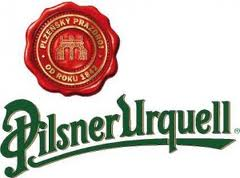 PLZEŇSKÝ PRAZDROJ
OD ROKU 1842
Pilsner Urquell®